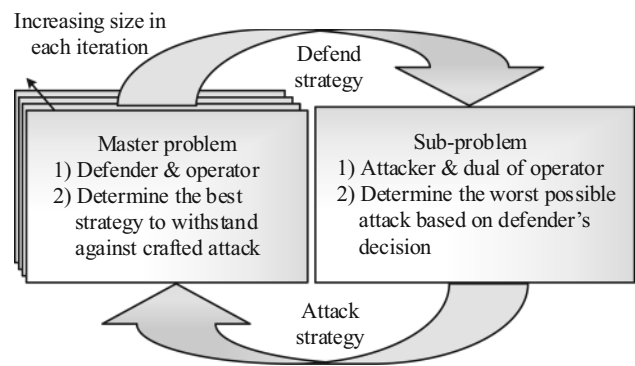 Increasing size in
each iteration
Defend
strategy
Master problem
1) Defender & operator
2) Determine the best
strategy to withstand
against crafted attack
Sub-problem
1) Attacker & dual of operator
2) Determine the worst possible
attack based on defender's
decision
Attack
strategy